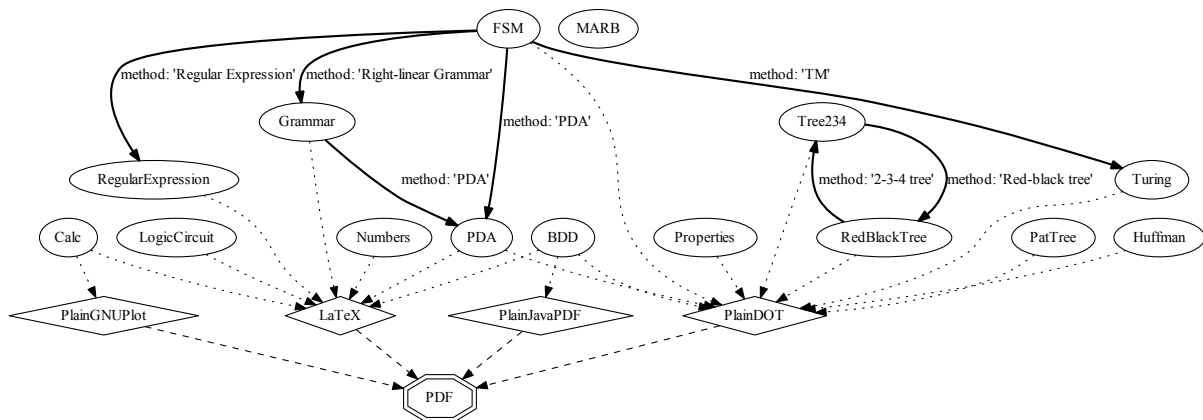 FSM
MARB
method: 'Regular Expression'
method: 'Right-linear Grammar'
method: 'TM'
Grammar
method: 'PDA'
Tree234
RegularExpression
method: 'PDA'
method: '2-3-4 tree'
method: 'Red-black tree'
Turing
Calc
LogicCircuit
Numbers
PDA
BDD
Properties
RedBlackTree
PatTree
Huffman
PlainGNUPlot
LaTeX
PlainJavaPDF
PlainDOT
PDF